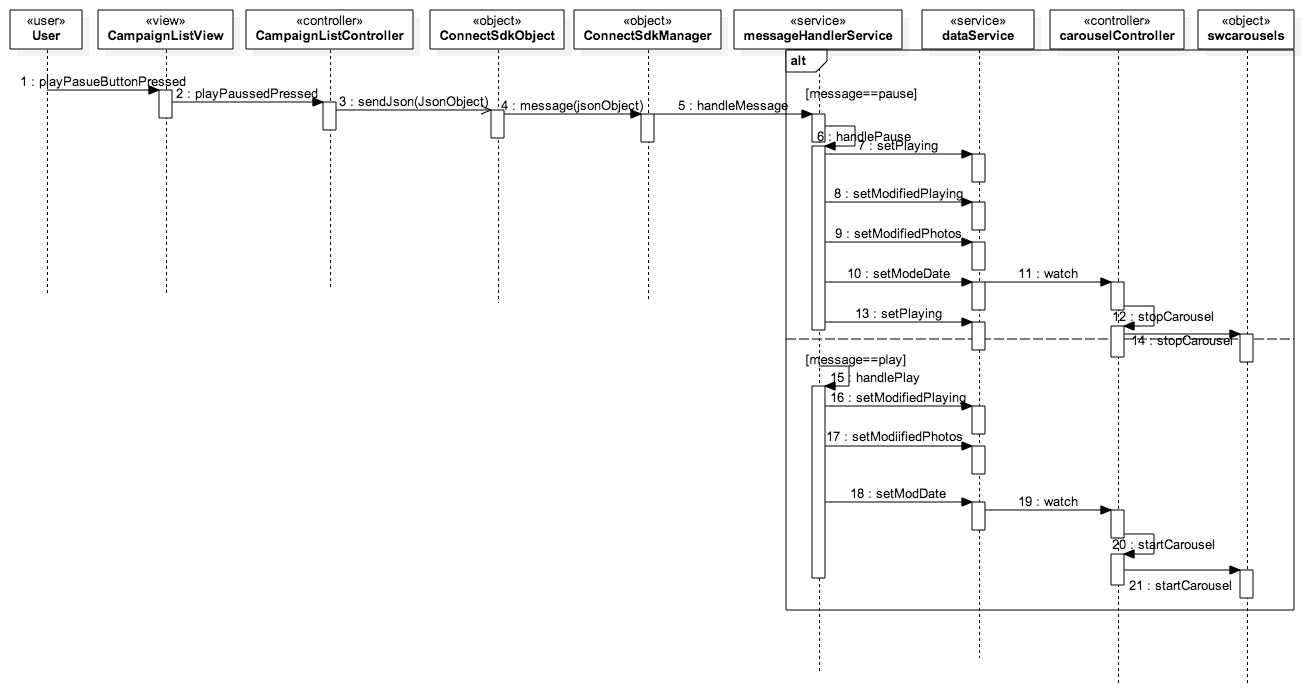 «user»
User
«view»
CampaignListView
«controller»
CampaignListController
«object»
ConnectSdkObject
«object»
ConnectSdkManager
«service»
messageHandlerService
«service»
dataService
«controller»
carouselController
«object»
swcarousels
alt
1 : playPasueButtonPressed
2 : playPaussedPressed
3 : sendJson(JsonObject)
4 : message(jsonObject)
5 : handleMessage
[message==pause]
6 : handlePause
7 : setPlaying
8 : setModifiedPlaying
9 : setModifiedPhotos
10 : setModeDate
11 : watch
12 : stopCarousel
13 : setPlaying
14 : stopCarousel
[message==play]
15 : handlePlay
16 : setModifiedPlaying
17 : setModiifiedPhotos
18 : setModDate
19 : watch
20 : startCarousel
21 : startCarousel